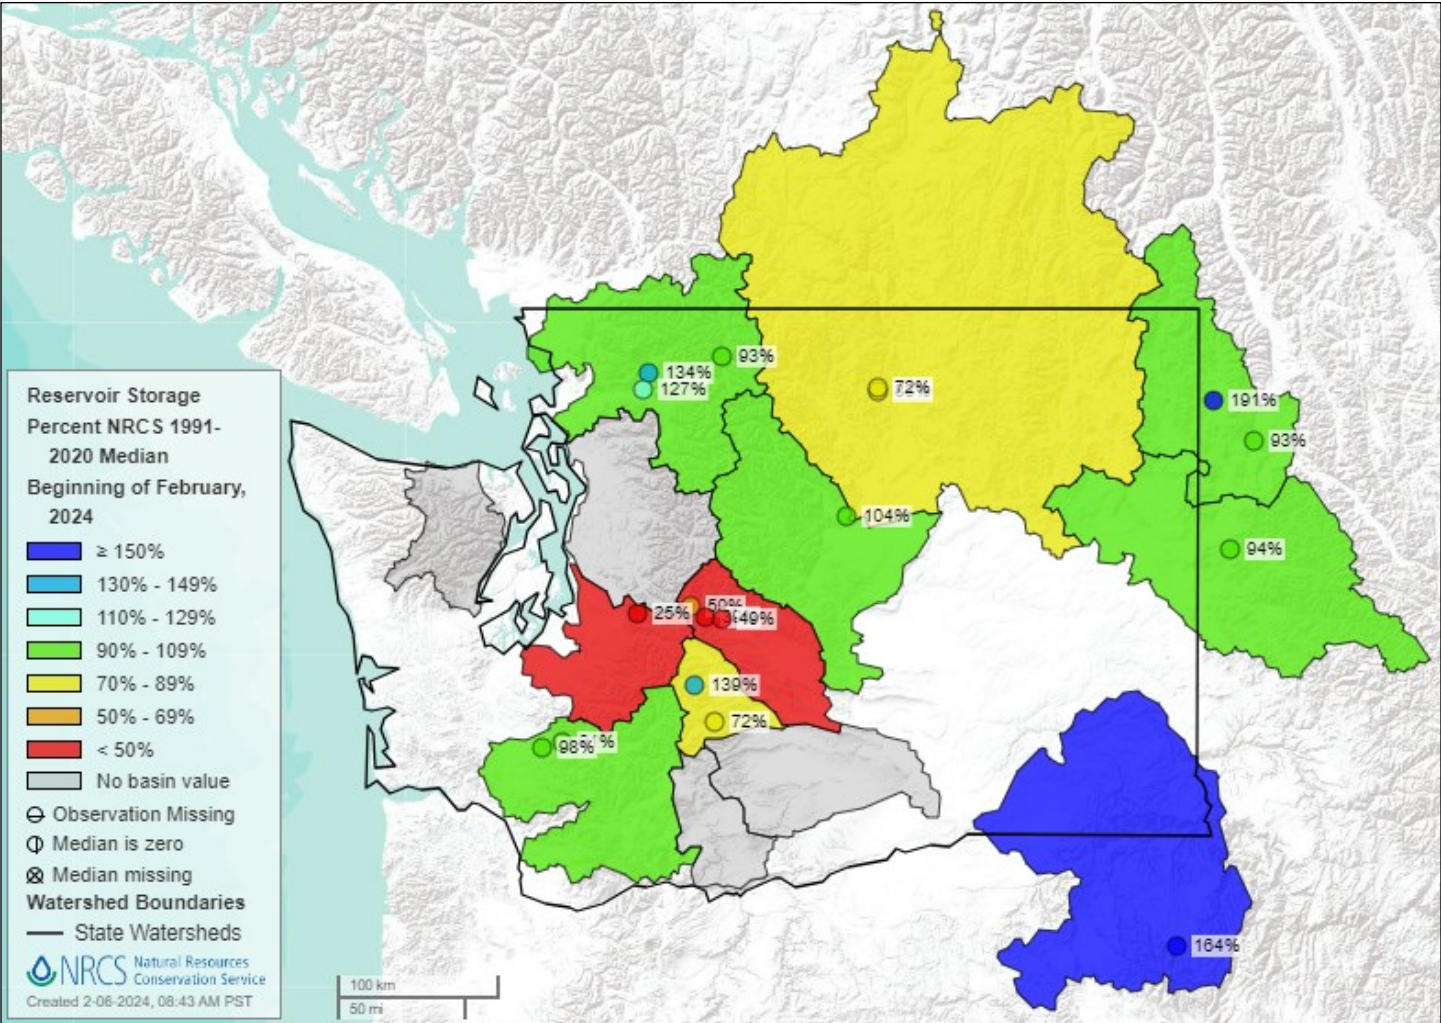 Reservoir Storage
Percent NRCS 1991-
2020 Median
Beginning of February,
2024
≥ 150%
130% - 149%
110% - 129%
90% - 109%
70% - 89%
50% - 69%
< 50%
No basin value
Observation Missing
Median is zero
Median missing
Watershed Boundaries
State Watersheds
NRCS Natural Resources
Conservation Service
Created 2-06-2024, 08:43 AM PST
100 km
50 mi
93%
134%
127%
72%
191%
93%
104%
94%
25%
50%
49%
139%
72%
98%
164%